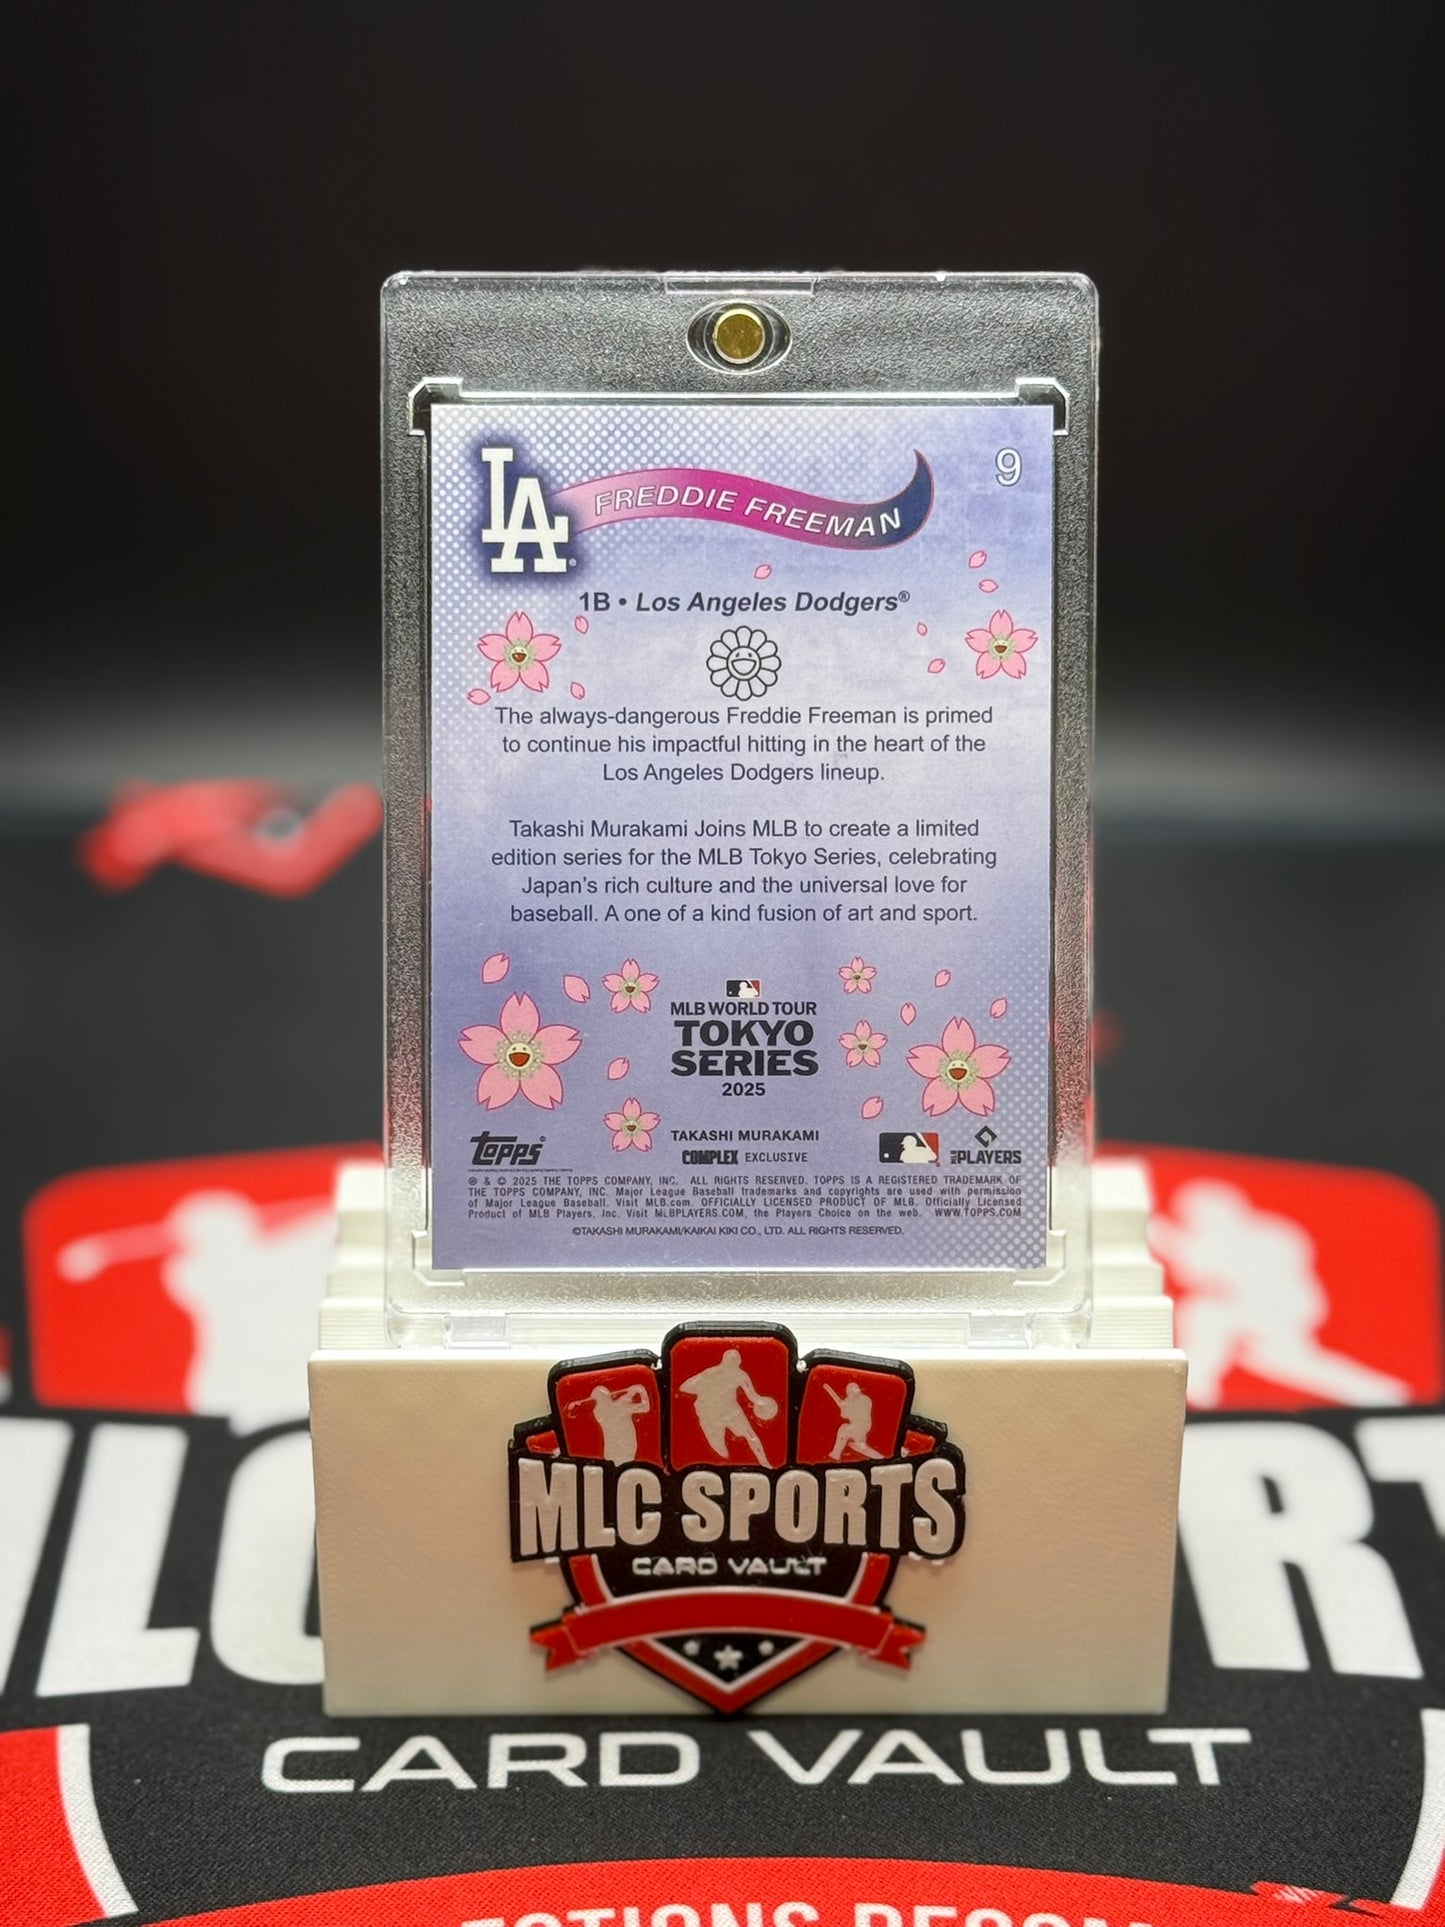 LA
FREDDIE FREEMAN
9
1B • Los Angeles Dodgers®
The always-dangerous Freddie Freeman is primed
to continue his impactful hitting in the heart of the
Los Angeles Dodgers lineup.
Takashi Murakami Joins MLB to create a limited
edition series for the MLB Tokyo Series, celebrating
Japan's rich culture and the universal love for
baseball. A one of a kind fusion of art and sport.
MLB WORLD TOUR
TOKYO
SERIES
2025
TAKASHI MURAKAMI
COMPLEX EXCLUSIVE
Topps®
PLAYERS
® & © 2025 THE TOPPS COMPANY, INC. ALL RIGHTS RESERVED. TOPPS IS A REGISTERED TRADEMARK OF
THE TOPPS COMPANY, INC. Major League Baseball trademarks and copyrights are used with permission
of Major League Baseball. Visit MLB.com. OFFICIALLY LICENSED PRODUCT OF MLB. Officially Licensed
Product of MLB Players, Inc. Visit MLBPLAYERS.COM, the Players Choice on the web. WWW.TOPPS.COM
©TAKASHI MURAKAMI/KAIKAI KIKI CO., LTD. ALL RIGHTS RESERVED.
MLC SPORTS
CARD VAULT
CARD VAULT